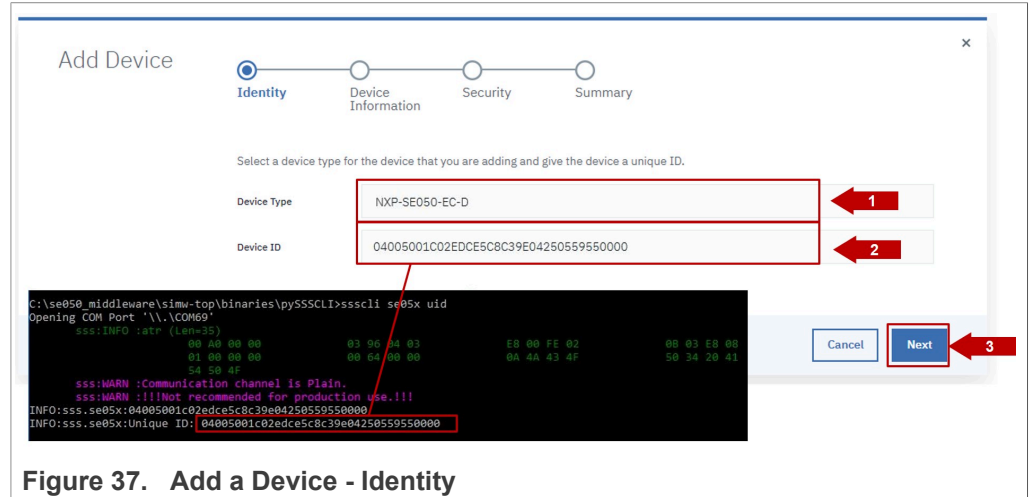 Add Device
×
Identity
Device Information
Security
Summary
Select a device type for the device that you are adding and give the device a unique ID.
Device Type
NXP-SE050-EC-D
1
Device ID
04005001C02EDCE5C8C39E04250559550000
2
C:\se050_middleware\simw-top\binaries\pySSSCLI>ssscli se05x uid
Opening COM Port '\\.\COM69'
sss:INFO :atr (Len=35)
00 A0 00 00 03 96 04 03 E8 00 FE 02 0B 03 E8 08
01 00 00 00 00 64 00 00 0A 4A 43 4F 50 34 20 41
54 50 4F
sss:WARN :Communication channel is Plain.
sss:WARN :!!!Not recommended for production use.!!!
INFO:sss.se05x:04005001c02edce5c8c39e04250559550000
INFO:sss.se05x:Unique ID: 04005001c02edce5c8c39e04250559550000
Cancel
Next
3
Figure 37. Add a Device - Identity